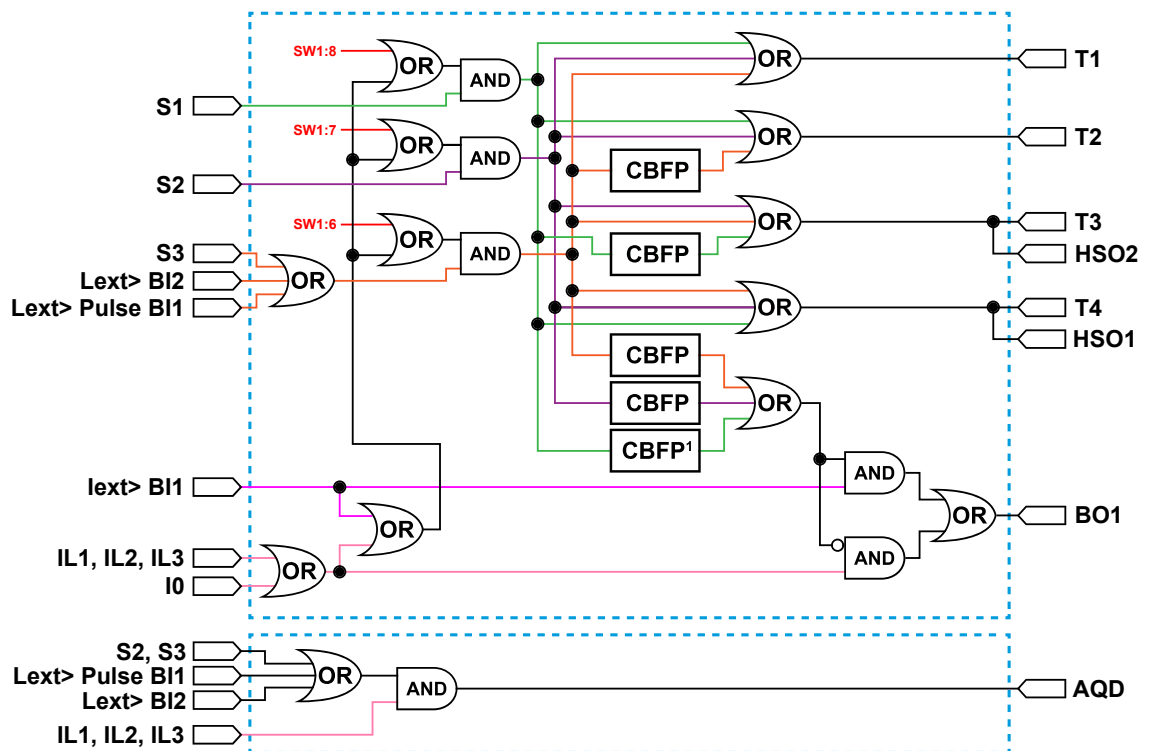 SW1:8
OR
AND
OR
T1
S1
SW1:7
OR
AND
OR
T2
CBFP
S2
SW1:6
OR
AND
OR
T3
S3
Lext> BI2
OR
CBFP
HSO2
Lext> Pulse BI1
OR
T4
HSO1
CBFP
CBFP
OR
CBFP¹
Iext> BI1
AND
OR
OR
BO1
IL1, IL2, IL3
OR
AND
I0
S2, S3
Lext> Pulse BI1
OR
AND
AQD
Lext> BI2
IL1, IL2, IL3